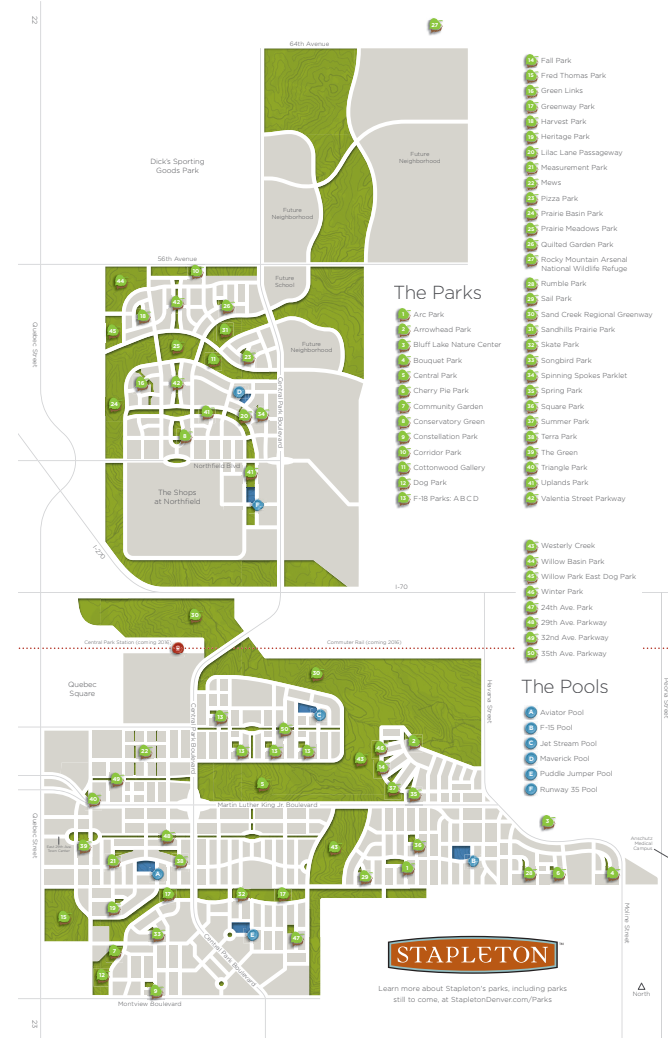 22
27
64th Avenue
Dick's Sporting
Goods Park
Future
Neighborhood
Future
Neighborhood
56th Avenue
Future
School
Future
Neighborhood
Quebec Street
Central Park Boulevard
Northfield Blvd
The Shops
at Northfield
I-270
I-70
The Parks
1 Arc Park
2 Arrowhead Park
3 Bluff Lake Nature Center
4 Bouquet Park
5 Central Park
6 Cherry Pie Park
7 Community Garden
8 Conservatory Green
9 Constellation Park
10 Corridor Park
11 Cottonwood Gallery
12 Dog Park
13 F-18 Parks: A B C D
14 Fall Park
15 Fred Thomas Park
16 Green Links
17 Greenway Park
18 Harvest Park
19 Heritage Park
20 Lilac Lane Passageway
21 Measurement Park
22 Mews
23 Pizza Park
24 Prairie Basin Park
25 Prairie Meadows Park
26 Quilted Garden Park
27 Rocky Mountain Arsenal
National Wildlife Refuge
28 Rumble Park
29 Sail Park
30 Sand Creek Regional Greenway
31 Sandhills Prairie Park
32 Skate Park
33 Songbird Park
34 Spinning Spokes Parklet
35 Spring Park
36 Square Park
37 Summer Park
38 Terra Park
39 The Green
40 Triangle Park
41 Uplands Park
42 Valentia Street Parkway
43 Westerly Creek
44 Willow Basin Park
45 Willow Park East Dog Park
46 Winter Park
47 24th Ave. Park
48 29th Ave. Parkway
49 32nd Ave. Parkway
50 35th Ave. Parkway
The Pools
A Aviator Pool
B F-15 Pool
C Jet Stream Pool
D Maverick Pool
E Puddle Jumper Pool
F Runway 35 Pool
Central Park Station (coming 2016)
Commuter Rail (coming 2016)
Quebec
Square
Central Park Boulevard
Havana Street
Martin Luther King Jr. Boulevard
Quebec Street
Anschutz
Medical
Campus
Moline Street
Central Park Boulevard
Montview Boulevard
STAPLETON
Learn more about Stapleton's parks, including parks
still to come, at StapletonDenver.com/Parks
North
23